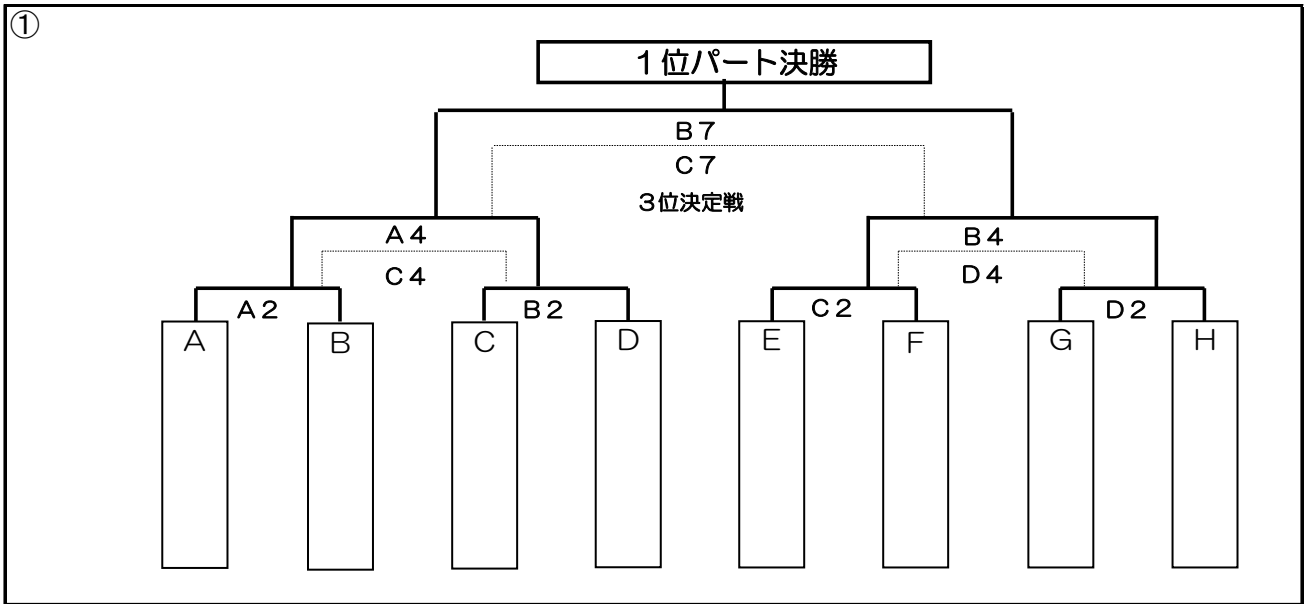 ①
１位パート決勝
Ｂ７
Ｃ７
３位決定戦
Ａ４
Ｂ４
Ｃ４
Ｄ４
Ａ２
Ｂ２
Ｃ２
Ｄ２
Ａ
Ｂ
Ｃ
Ｄ
Ｅ
Ｆ
Ｇ
Ｈ